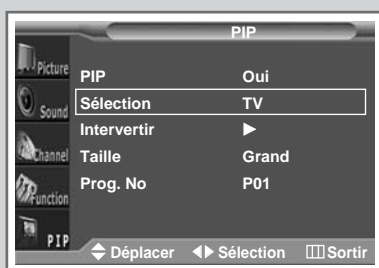 PIP
Picture
Sound
Channel
Function
PIP
PIP Oui
Sélection TV
Intervertir ▶
Taille Grand
Prog. No P01
Déplacer Sélection Sortir